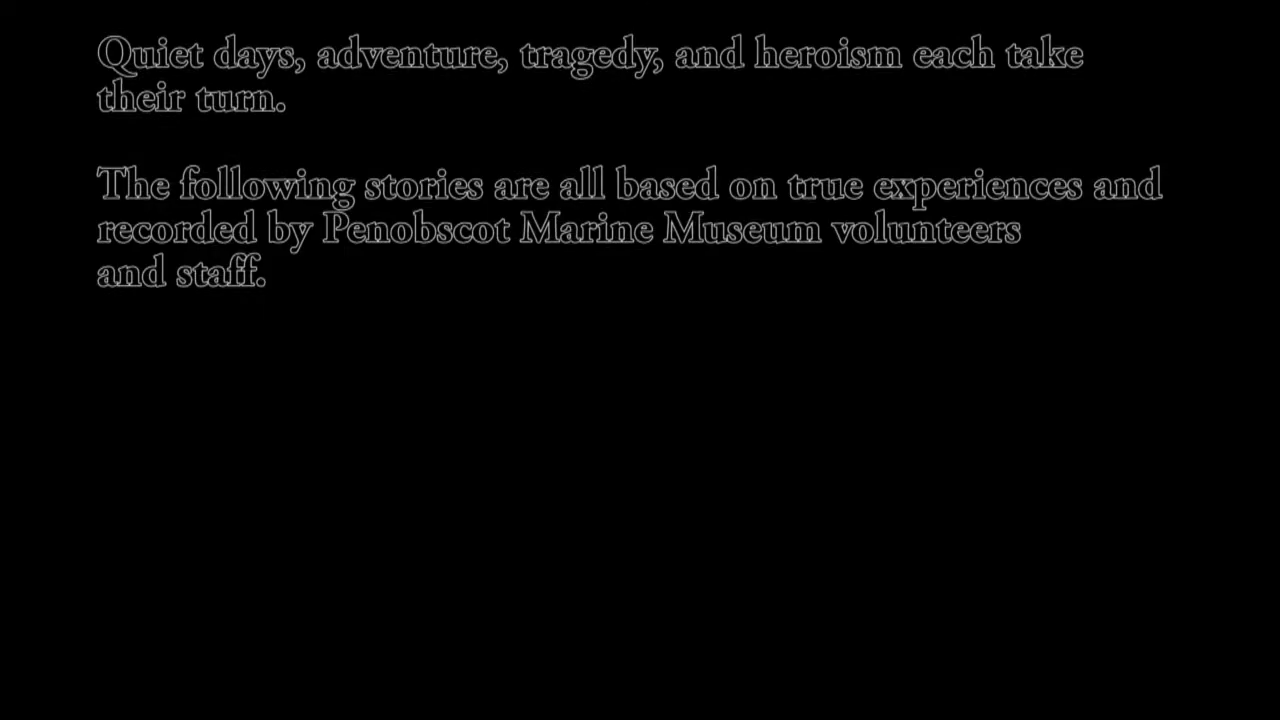 Quiet days, adventure, tragedy, and heroism each take
their turn.
The following stories are all based on true experiences and
recorded by Penobscot Marine Museum volunteers
and staff.